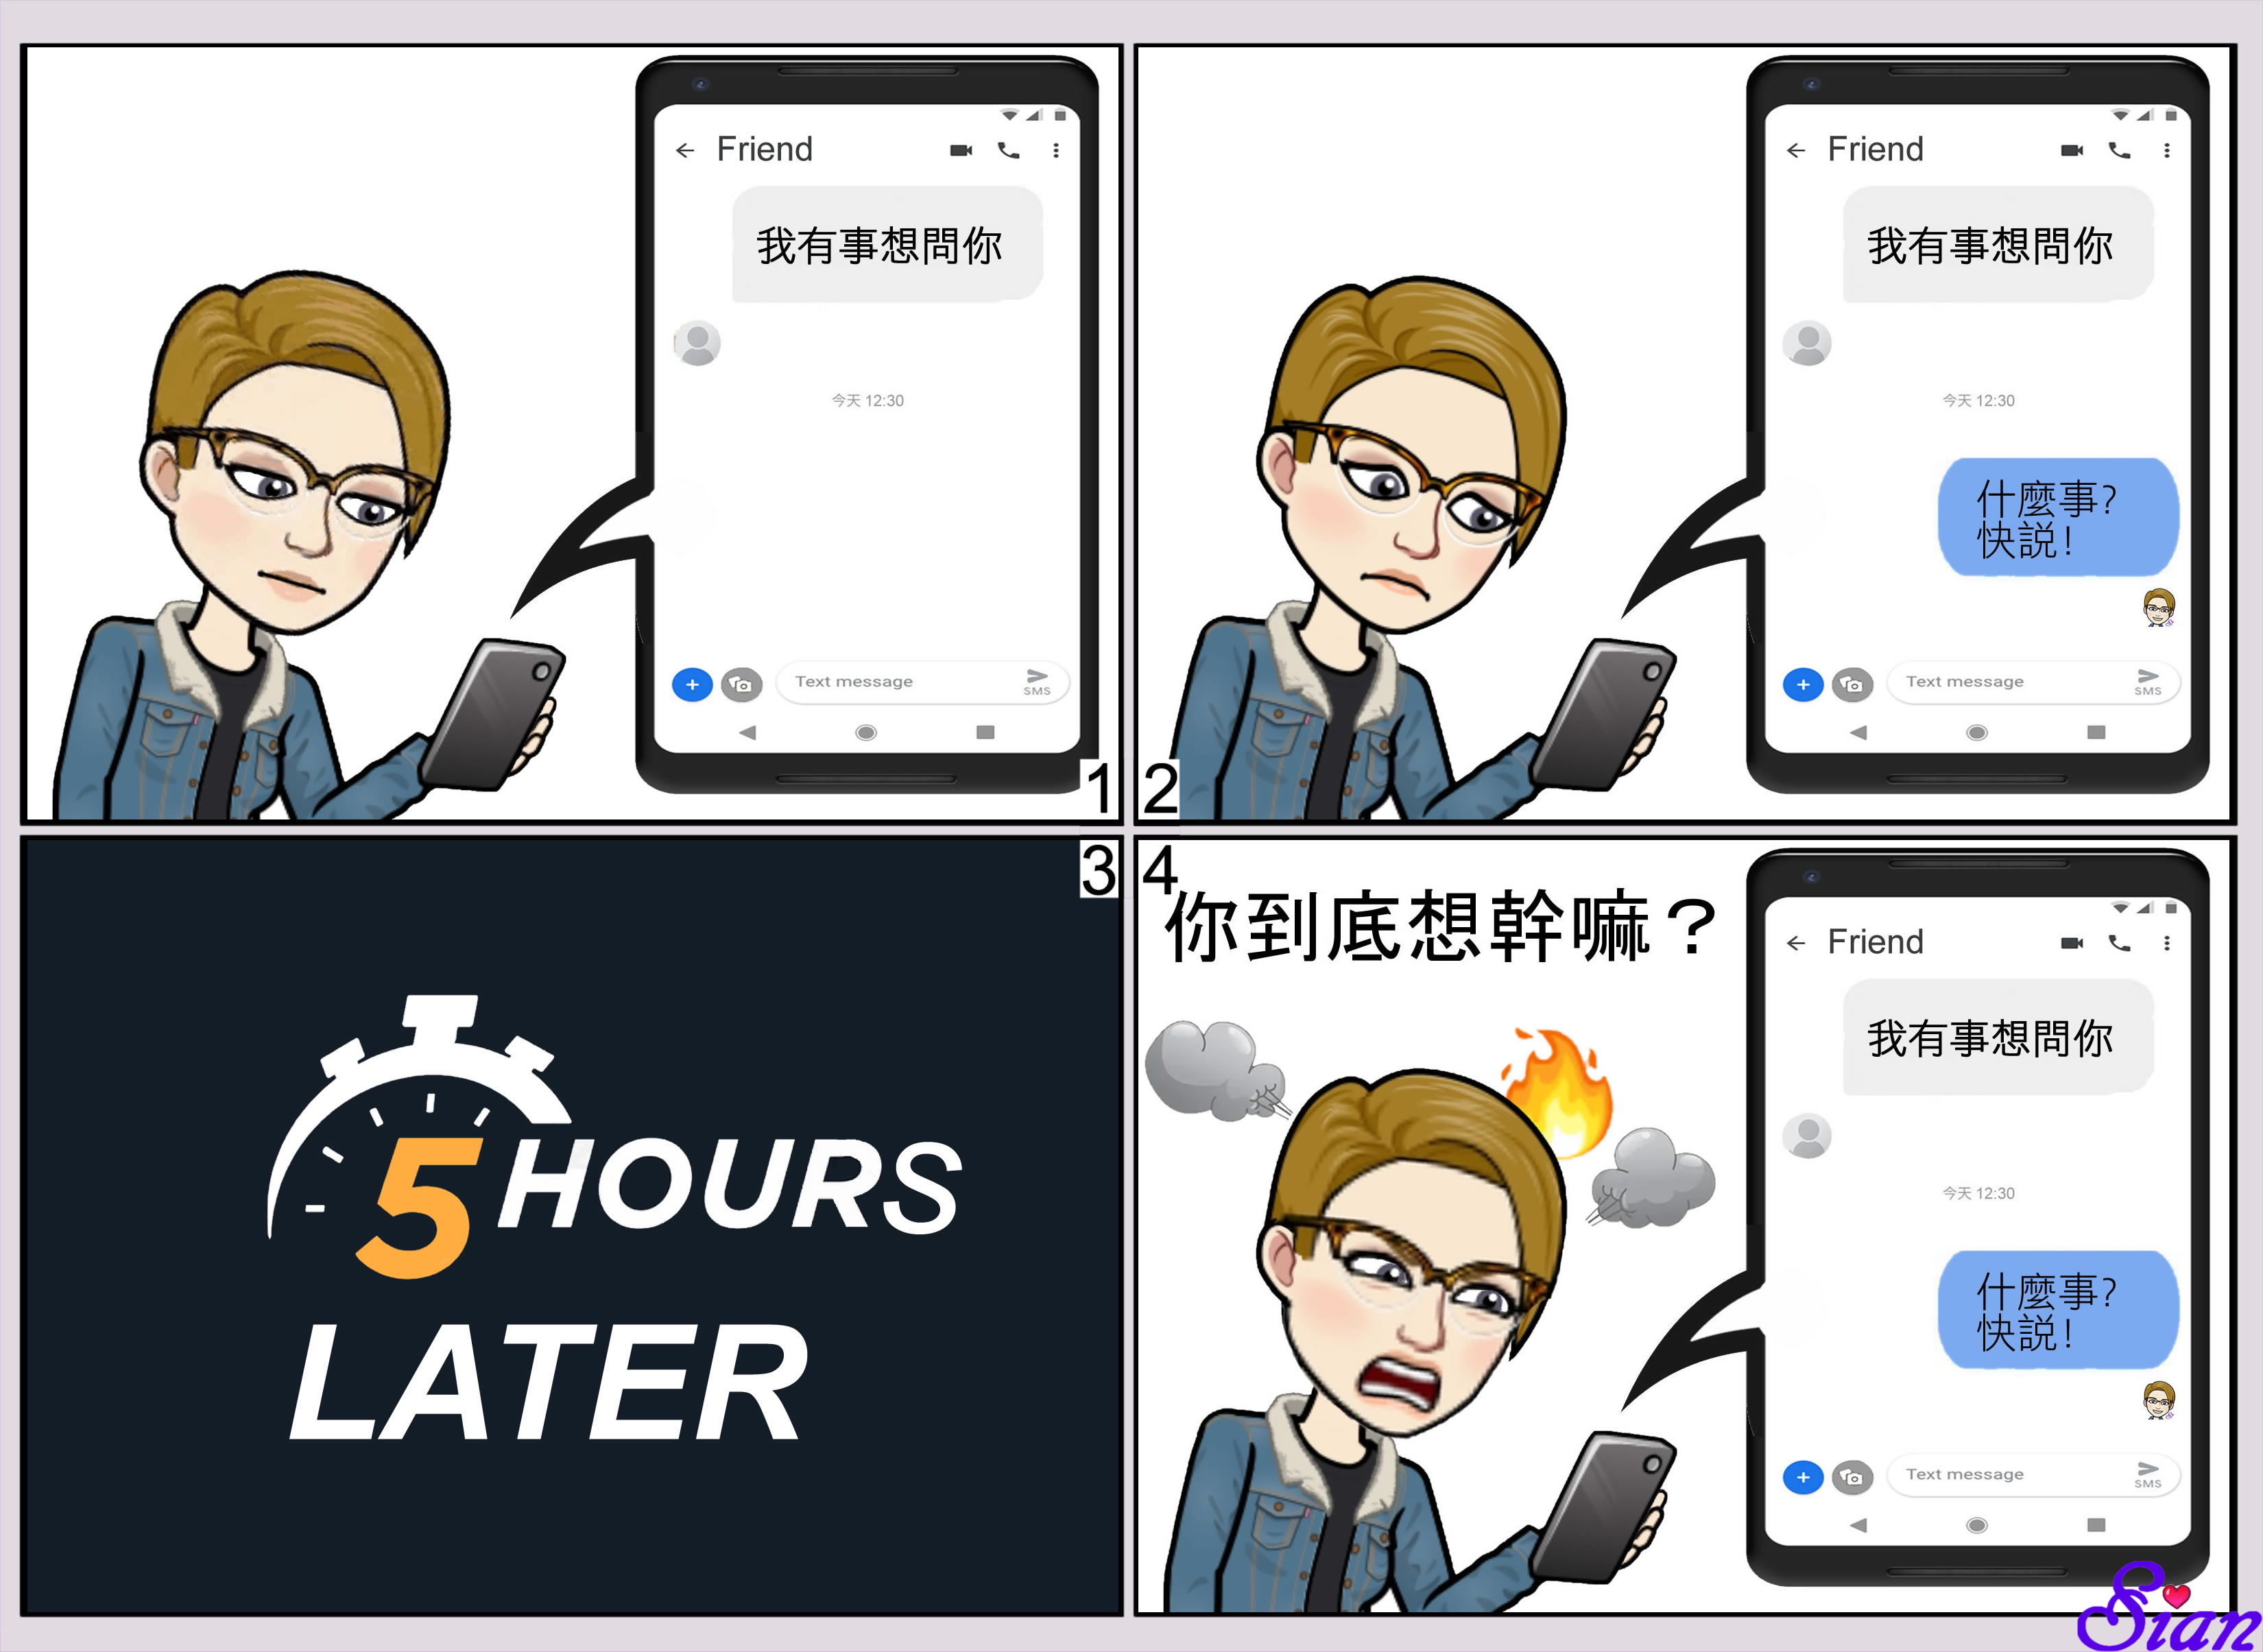 Friend
我有事想問你
今天 12:30
Text message
SMS
1
Friend
我有事想問你
今天 12:30
什麼事?
快説!
Text message
SMS
2
3
5 HOURS
LATER
4
你到底想幹嘛？
Friend
我有事想問你
今天 12:30
什麼事?
快説!
Text message
SMS
Sian